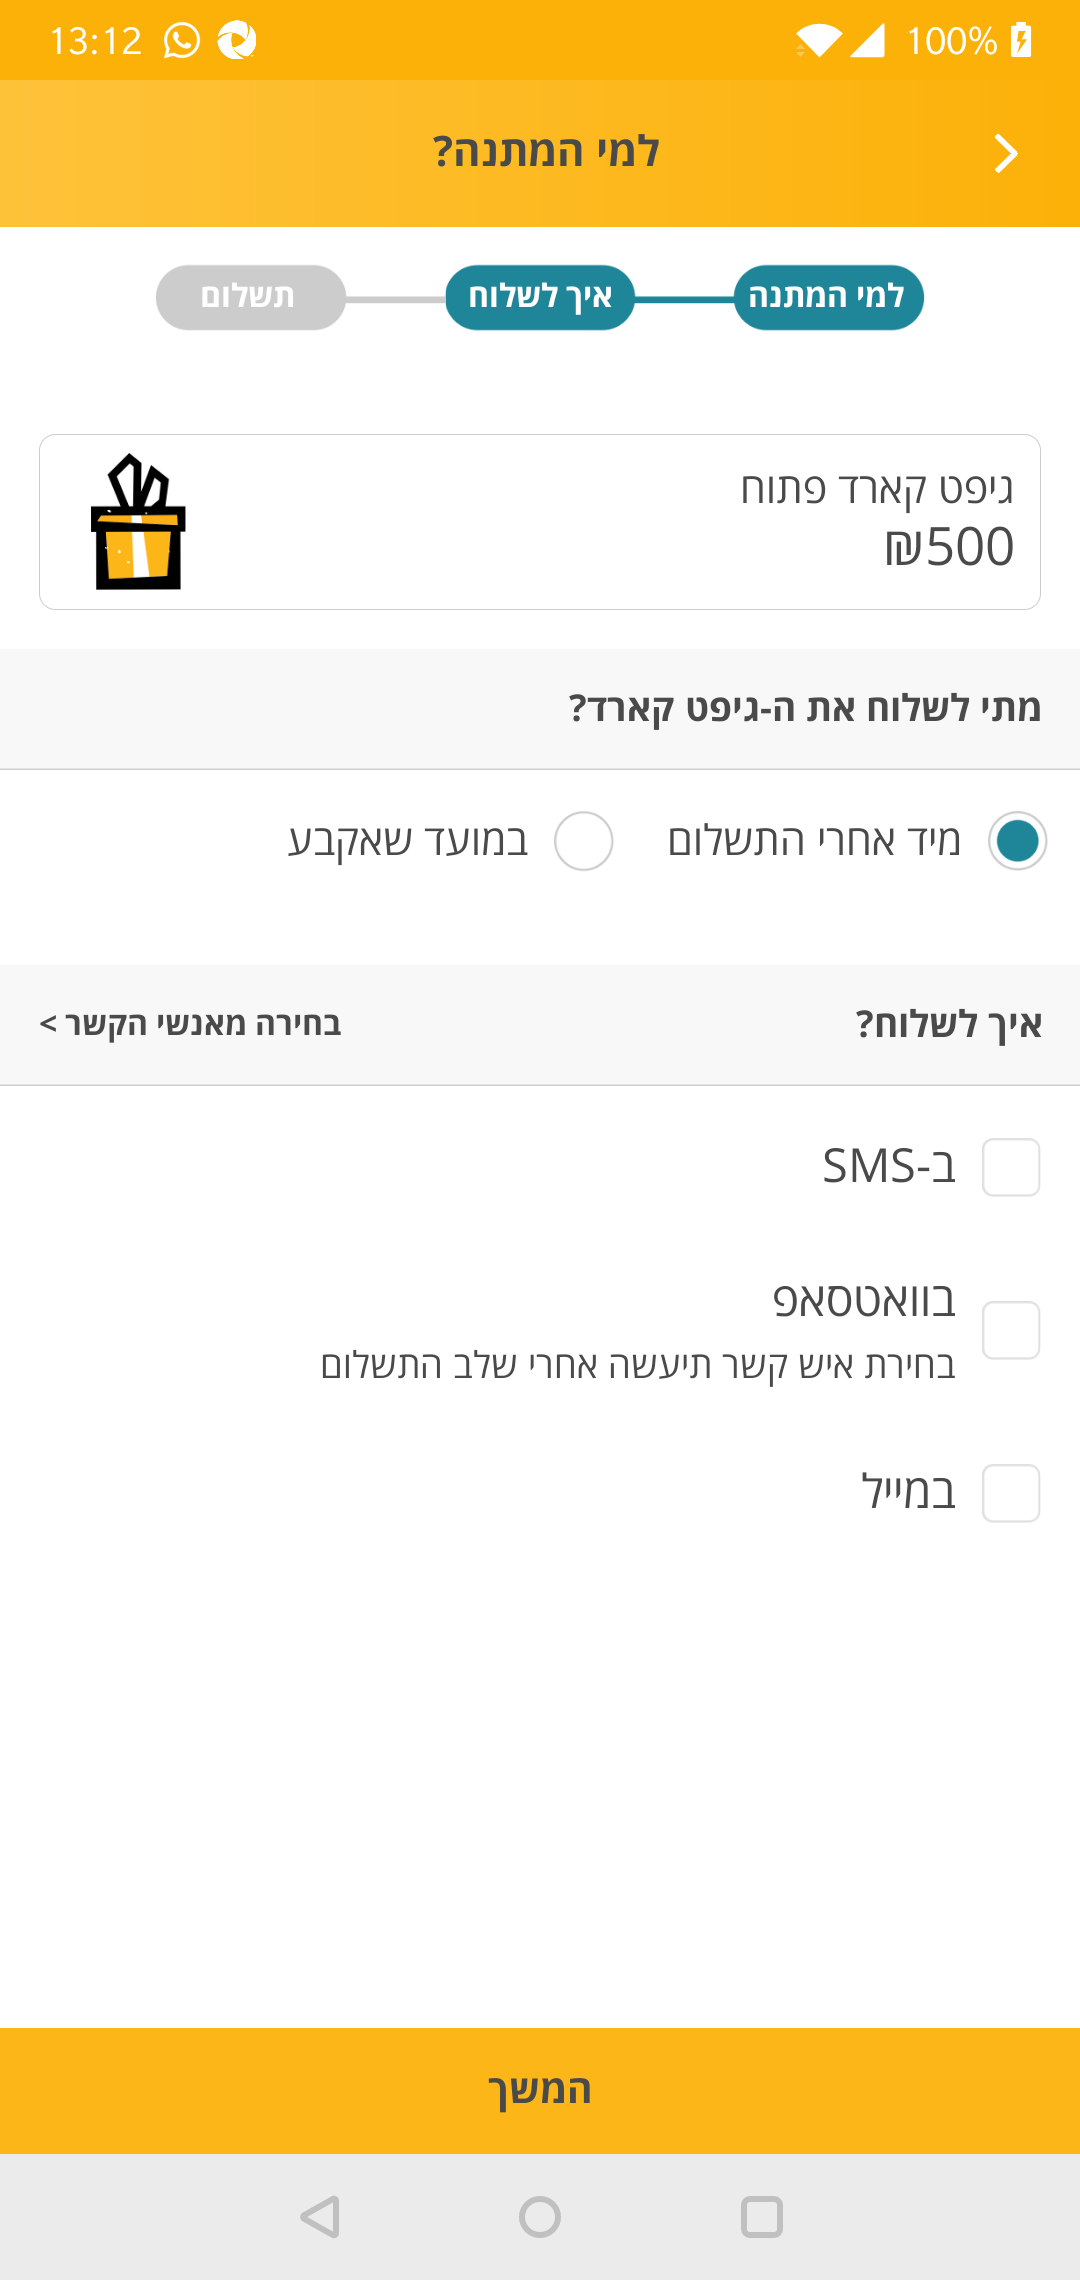 13:12 100%
למי המתנה?
למי המתנה איך לשלוח תשלום
גיפט קארד פתוח
₪500
מתי לשלוח את ה-גיפט קארד?
מיד אחרי התשלום במועד שאקבע
איך לשלוח? בחירה מאנשי הקשר >
ב-SMS
בוואטסאפ
בחירת איש קשר תיעשה אחרי שלב התשלום
במייל
המשך